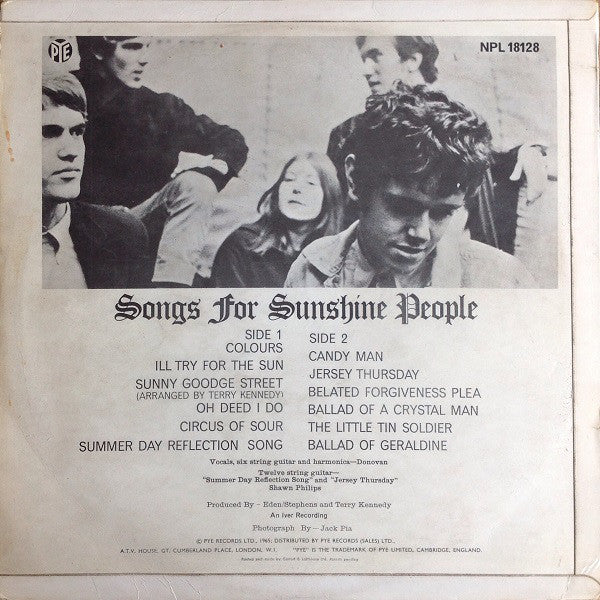 PYE
NPL 18128
Songs For Sunshine People
SIDE 1
COLOURS
ILL TRY FOR THE SUN
SUNNY GOODGE STREET
(ARRANGED BY TERRY KENNEDY)
OH DEED I DO
CIRCUS OF SOUR
SUMMER DAY REFLECTION SONG
SIDE 2
CANDY MAN
JERSEY THURSDAY
BELATED FORGIVENESS PLEA
BALLAD OF A CRYSTAL MAN
THE LITTLE TIN SOLDIER
BALLAD OF GERALDINE
Vocals, six string guitar and harmonica—Donovan
Twelve string guitar—
"Summer Day Reflection Song" and "Jersey Thursday"
Shawn Philips
Produced By – Eden/Stephens and Terry Kennedy
An Iver Recording
Photograph By – Jack Pia
© PYE RECORDS LTD., 1965: DISTRIBUTED BY PYE RECORDS (SALES) LTD.,
A.T.V. HOUSE, GT. CUMBERLAND PLACE, LONDON, W.1. "PYE" IS THE TRADEMARK OF PYE LIMITED, CAMBRIDGE, ENGLAND.